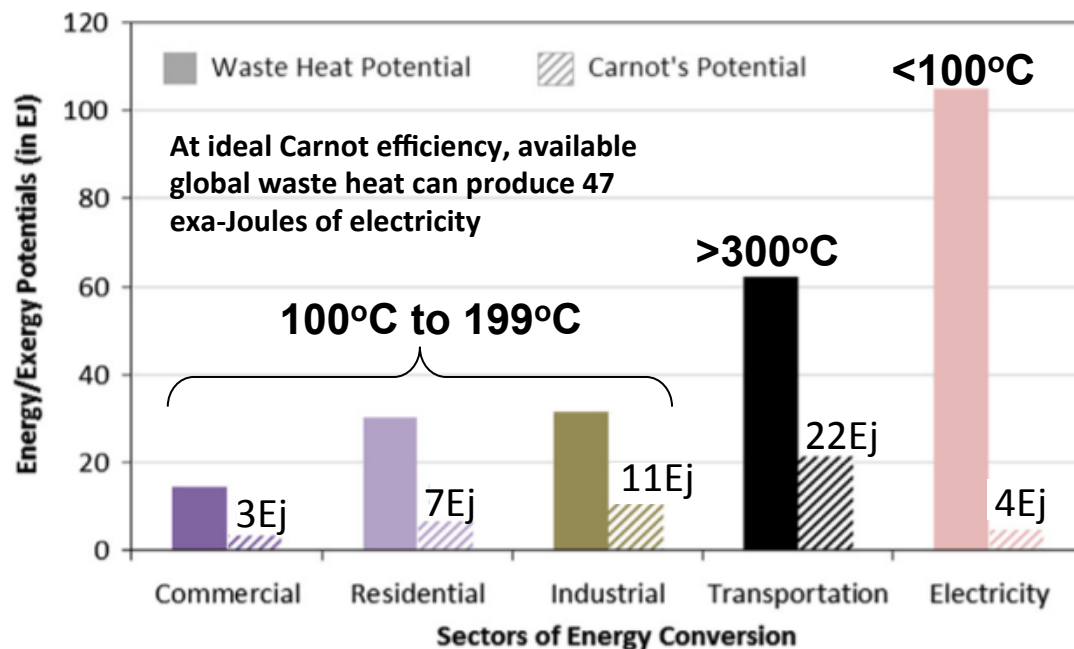 120
100
80
60
40
20
0
Energy/Exergy Potentials (in EJ)
Waste Heat Potential
Carnot's Potential
<100°C
At ideal Carnot efficiency, available
global waste heat can produce 47
exa-Joules of electricity
>300°C
100°C to 199°C
3Ej
7Ej
11Ej
22Ej
4Ej
Commercial
Residential
Industrial
Transportation
Electricity
Sectors of Energy Conversion